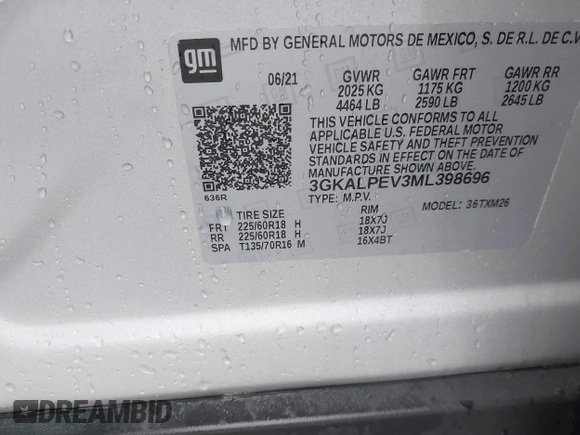 gm MFD BY GENERAL MOTORS DE MEXICO, S. DE R.L. DE C.V
06/21 GVWR GAWR FRT GAWR RR
2025 KG 1175 KG 1200 KG
4464 LB 2590 LB 2645 LB
THIS VEHICLE CONFORMS TO ALL
APPLICABLE U.S. FEDERAL MOTOR
VEHICLE SAFETY AND THEFT PREVENTION
STANDARDS IN EFFECT ON THE DATE OF
MANUFACTURE SHOWN ABOVE.
3GKALPEV3ML398696
636R TYPE: M.P.V. MODEL: 36TXM26
TIRE SIZE RIM
FRT 225/60R18 H 18X7J
RR 225/60R18 H 18X7J
SPA T135/70R16 M 16X4BT
DREAMBID